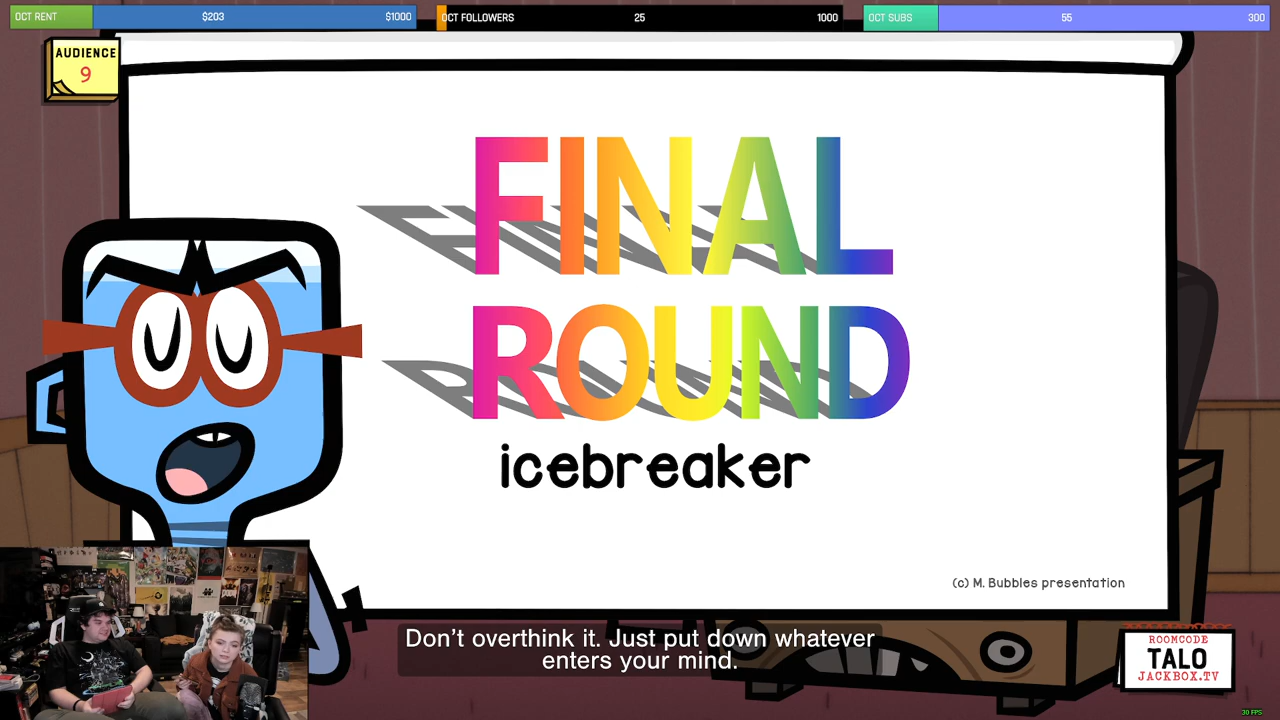 OCT RENT $203 $1000 OCT FOLLOWERS 25 1000 OCT SUBS 55 300
AUDIENCE
9
FINAL
ROUND
icebreaker
(c) M. Bubbles presentation
Don't overthink it. Just put down whatever
enters your mind.
ROOMCODE
TALO
JACKBOX.TV
30 FPS